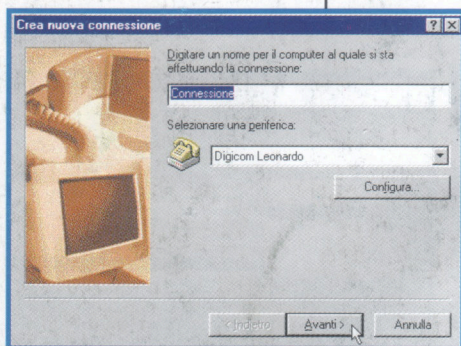 Crea nuova connessione
Digitare un nome per il computer al quale si sta
effettuando la connessione:
Connessione
Selezionare una periferica:
Digicom Leonardo
Configura...
< Indietro
Avanti >
Annulla